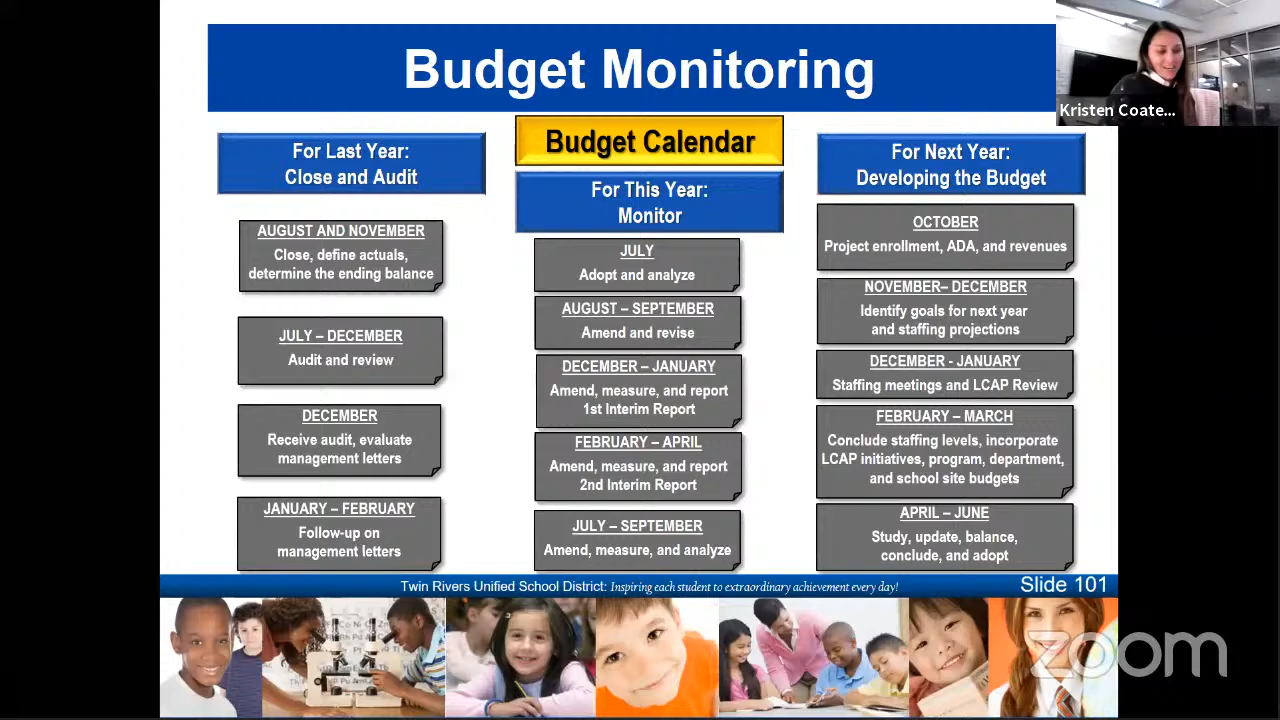 Budget Monitoring
Kristen Coate...
Budget Calendar
For Last Year:
Close and Audit
AUGUST AND NOVEMBER
Close, define actuals,
determine the ending balance
JULY – DECEMBER
Audit and review
DECEMBER
Receive audit, evaluate
management letters
JANUARY – FEBRUARY
Follow-up on
management letters
For This Year:
Monitor
JULY
Adopt and analyze
AUGUST – SEPTEMBER
Amend and revise
DECEMBER – JANUARY
Amend, measure, and report
1st Interim Report
FEBRUARY – APRIL
Amend, measure, and report
2nd Interim Report
JULY – SEPTEMBER
Amend, measure, and analyze
For Next Year:
Developing the Budget
OCTOBER
Project enrollment, ADA, and revenues
NOVEMBER– DECEMBER
Identify goals for next year
and staffing projections
DECEMBER - JANUARY
Staffing meetings and LCAP Review
FEBRUARY – MARCH
Conclude staffing levels, incorporate
LCAP initiatives, program, department,
and school site budgets
APRIL – JUNE
Study, update, balance,
conclude, and adopt
Twin Rivers Unified School District: Inspiring each student to extraordinary achievement every day!
Slide 101
zoom